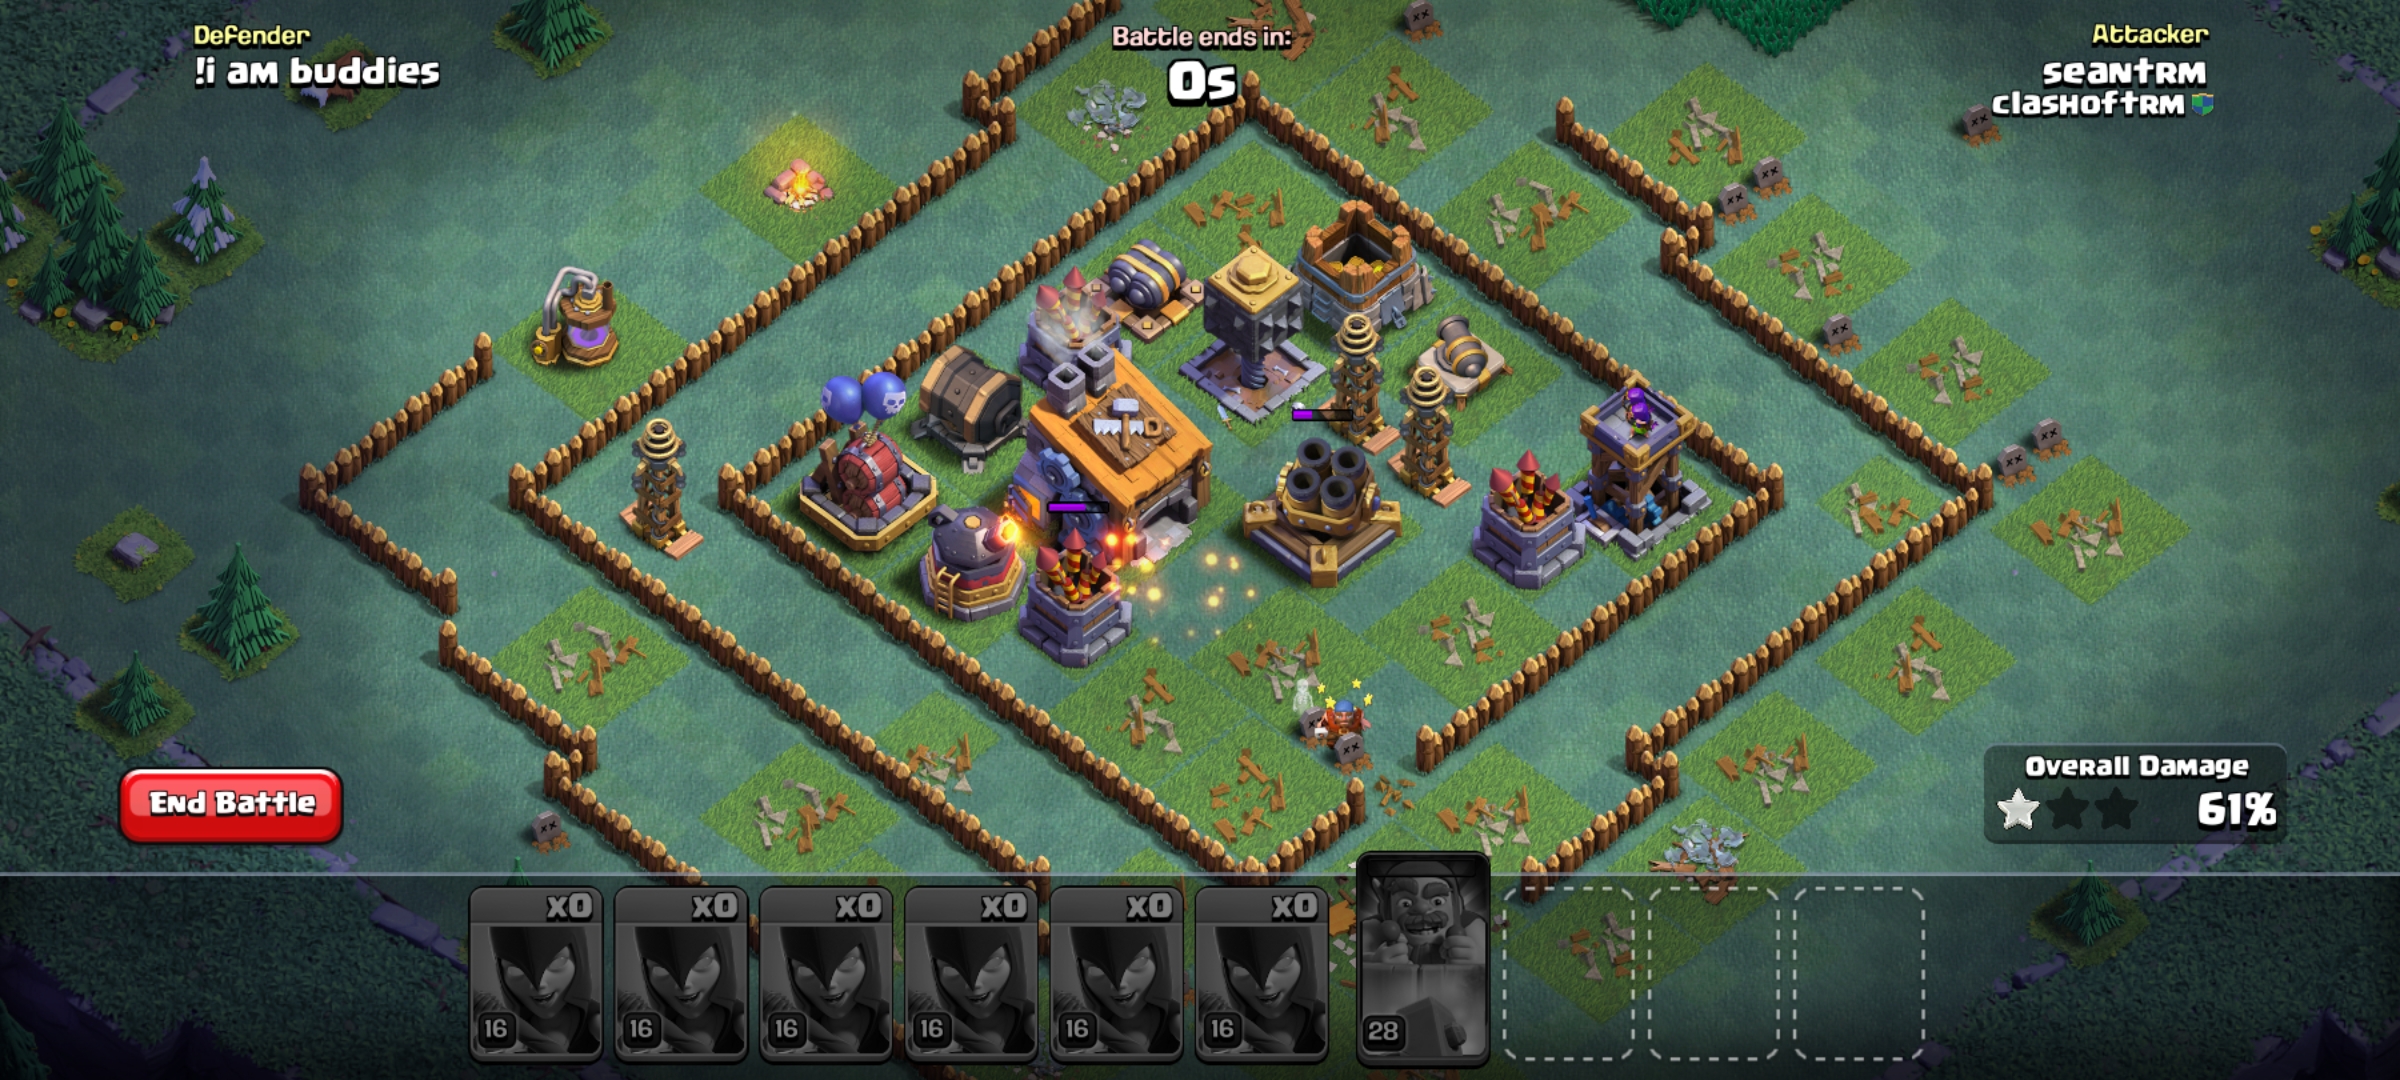 Defender
!i am buddies
Battle ends in:
0s
Attacker
seantRM
clashoftRM
End Battle
Overall Damage
61%
x0
x0
x0
x0
x0
x0
16
16
16
16
16
16
28